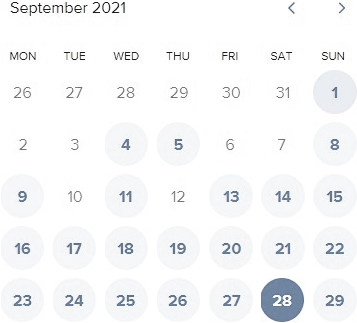 September 2021
MON TUE WED THU FRI SAT SUN
26 27 28 29 30 31 1
2 3 4 5 6 7 8
9 10 11 12 13 14 15
16 17 18 19 20 21 22
23 24 25 26 27 28 29